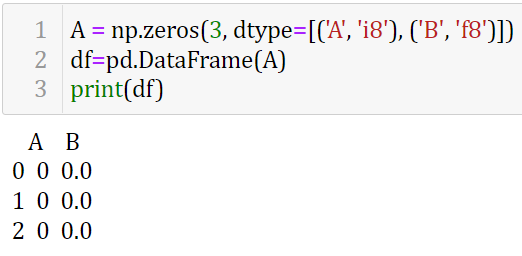 1 A = np.zeros(3, dtype=[('A', 'i8'), ('B', 'f8')])
2 df=pd.DataFrame(A)
3 print(df)
A B
0 0 0.0
1 0 0.0
2 0 0.0